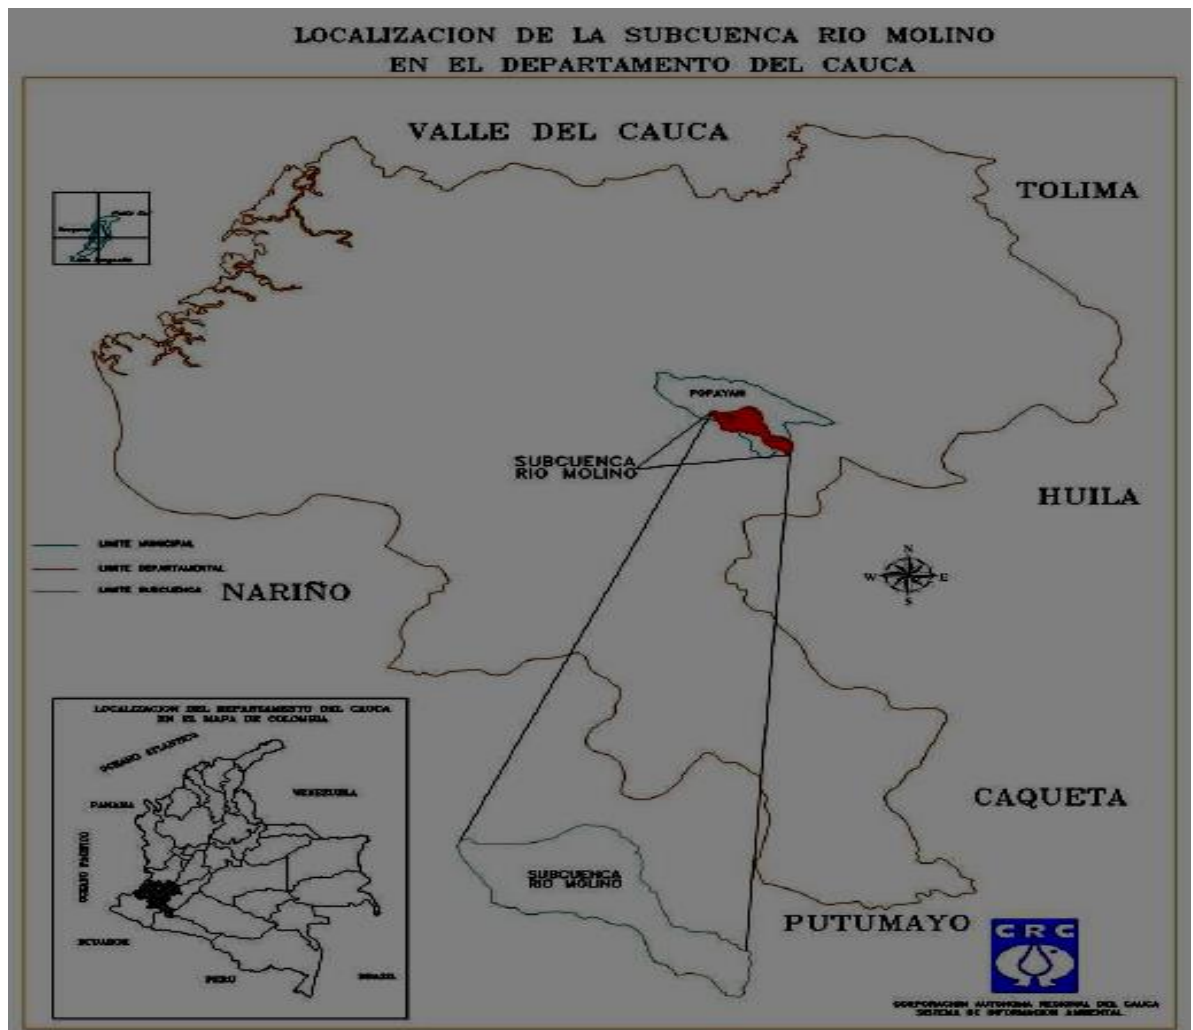 LOCALIZACION DE LA SUBCUENCA RIO MOLINO
EN EL DEPARTAMENTO DEL CAUCA
VALLE DEL CAUCA
TOLIMA
POPAYAN
SUBCUENCA
RIO MOLINO
HUILA
LIMITE MUNICIPAL
LIMITE DEPARTAMENTAL
LIMITE SUBCUENCA
NARIÑO
N
W
E
S
LOCALIZACION DEL DEPARTAMENTO DEL CAUCA
EN EL MAPA DE COLOMBIA
OCEANO ATLANTICO
PANAMA
VENEZUELA
OCEANO PACIFICO
ECUADOR
PERU
BRASIL
CAQUETA
SUBCUENCA
RIO MOLINO
PUTUMAYO
CRC
CORPORACION AUTONOMA REGIONAL DEL CAUCA
SISTEMA DE INFORMACION AMBIENTAL